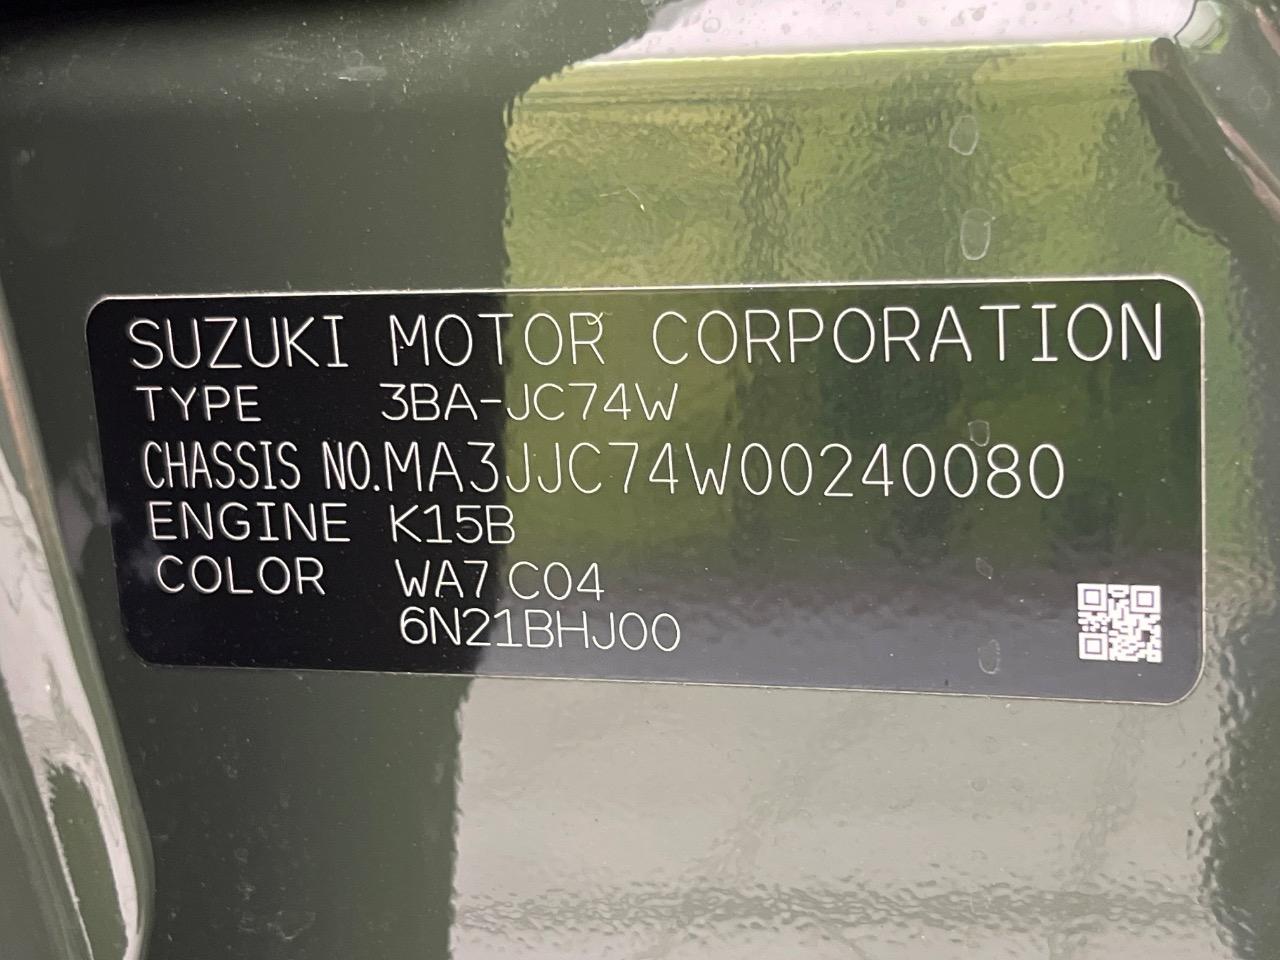 SUZUKI MOTOR CORPORATION
TYPE 3BA-JC74W
CHASSIS NO. MA3JJC74W00240080
ENGINE K15B
COLOR WA7 C04
6N21BHJ00